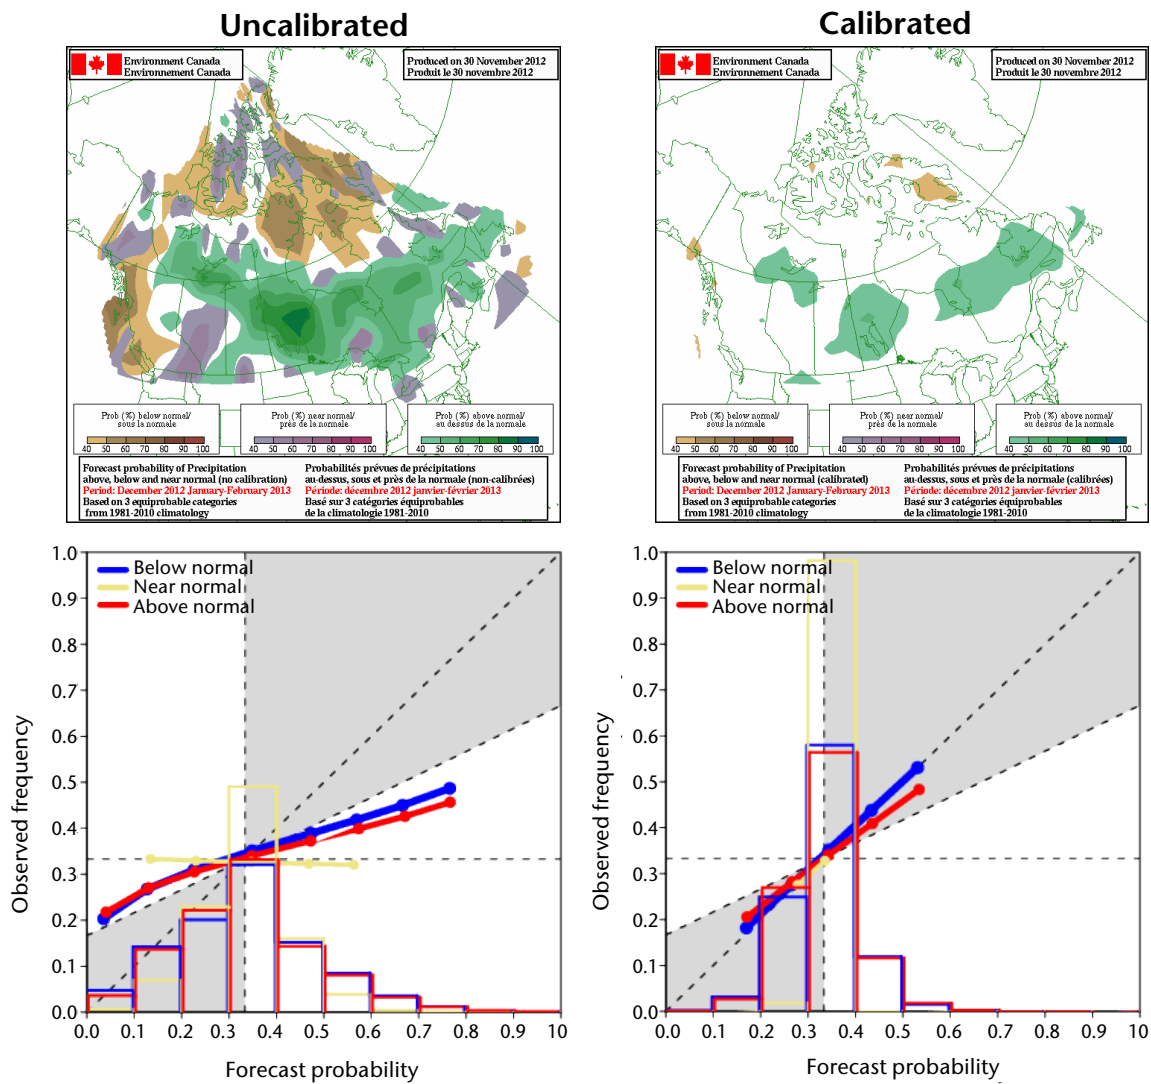 Uncalibrated
Calibrated
Environment Canada
Environnement Canada
Produced on 30 November 2012
Produit le 30 novembre 2012
Prob (%) below normal/
sous la normale
40 50 60 70 80 90 100
Prob (%) near normal/
près de la normale
40 50 60 70 80 90 100
Prob (%) above normal/
au dessus de la normale
40 50 60 70 80 90 100
Forecast probability of Precipitation
above, below and near normal (no calibration)
Period: December 2012 January-February 2013
Based on 3 equiprobable categories
from 1981-2010 climatology
Probabilités prévues de précipitations
au-dessus, sous et près de la normale (non-calibrées)
Période: décembre 2012 janvier-février 2013
Basé sur 3 catégories équiprobables
de la climatologie 1981-2010
Environment Canada
Environnement Canada
Produced on 30 November 2012
Produit le 30 novembre 2012
Prob (%) below normal/
sous la normale
40 50 60 70 80 90 100
Prob (%) near normal/
près de la normale
40 50 60 70 80 90 100
Prob (%) above normal/
au dessus de la normale
40 50 60 70 80 90 100
Forecast probability of Precipitation
above, below and near normal (calibrated)
Period: December 2012 January-February 2013
Based on 3 equiprobable categories
from 1981-2010 climatology
Probabilités prévues de précipitations
au-dessus, sous et près de la normale (calibrées)
Période: décembre 2012 janvier-février 2013
Basé sur 3 catégories équiprobables
de la climatologie 1981-2010
Below normal
Near normal
Above normal
1.0
0.9
0.8
0.7
0.6
0.5
0.4
0.3
0.2
0.1
0.0
Observed frequency
0.0 0.1 0.2 0.3 0.4 0.5 0.6 0.7 0.8 0.9 10
Forecast probability
Below normal
Near normal
Above normal
1.0
0.9
0.8
0.7
0.6
0.5
0.4
0.3
0.2
0.1
0.0
Observed frequency
0.0 0.1 0.2 0.3 0.4 0.5 0.6 0.7 0.8 0.9 10
Forecast probability